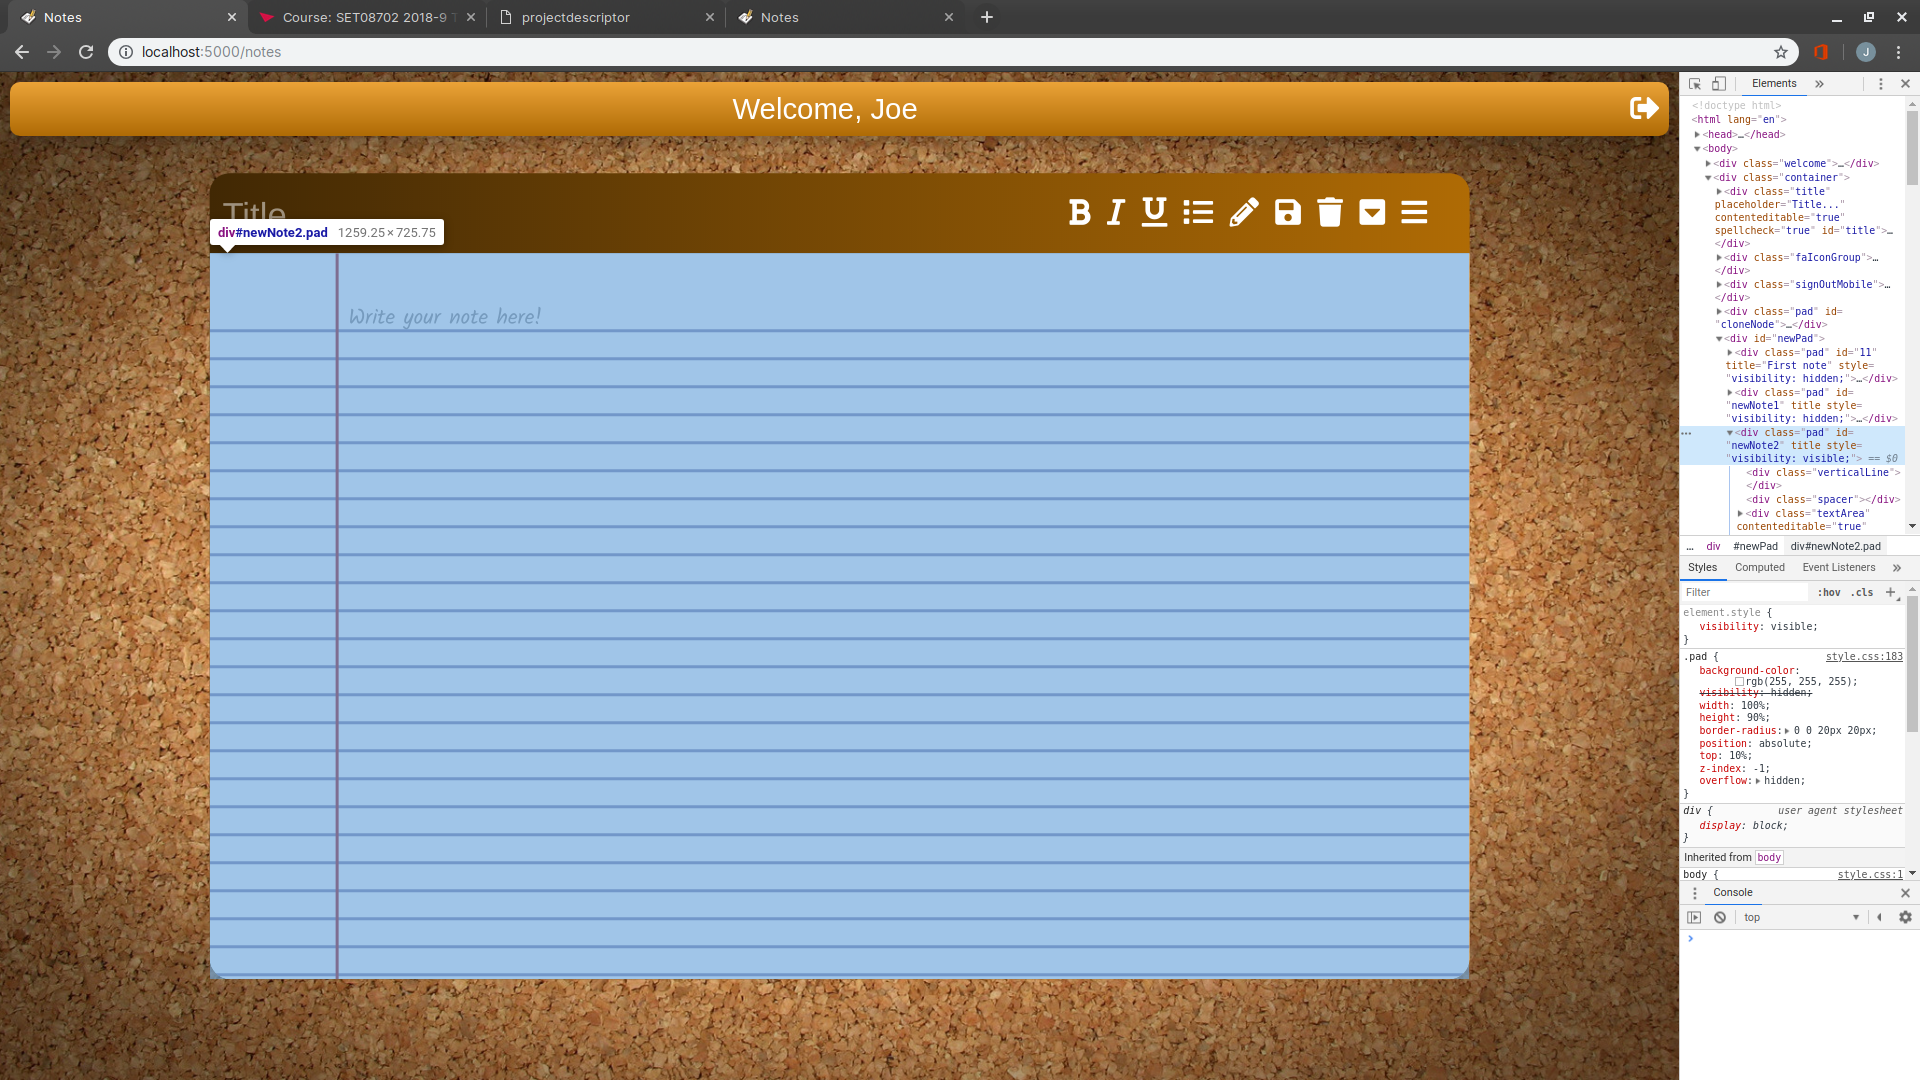 Notes
Course: SET08702 2018-9 T
projectdescriptor
Notes
localhost:5000/notes
J
Welcome, Joe
Title
div#newNote2.pad 1259.25 × 725.75
B I U
Write your note here!
Elements »
<!doctype html>
<html lang="en">
<head>…</head>
<body>
<div class="welcome">…</div>
<div class="container">
<div class="title"
placeholder="Title..."
contenteditable="true"
spellcheck="true" id="title">…
</div>
<div class="faIconGroup">…
</div>
<div class="signOutMobile">…
</div>
<div class="pad" id=
"cloneNode">…</div>
<div id="newPad">
<div class="pad" id="11"
title="First note" style=
"visibility: hidden;">…</div>
<div class="pad" id=
"newNote1" title style=
"visibility: hidden;">…</div>
<div class="pad" id=
"newNote2" title style=
"visibility: visible;"> == $0
<div class="verticalLine">
</div>
<div class="spacer"></div>
<div class="textArea"
contenteditable="true"
... div #newPad div#newNote2.pad
Styles Computed Event Listeners »
Filter :hov .cls +
element.style {
visibility: visible;
}
.pad { style.css:183
background-color:
rgb(255, 255, 255);
visibility: hidden;
width: 100%;
height: 90%;
border-radius: 0 0 20px 20px;
position: absolute;
top: 10%;
z-index: -1;
overflow: hidden;
}
div { user agent stylesheet
display: block;
}
Inherited from body
body { style.css:1
Console
top